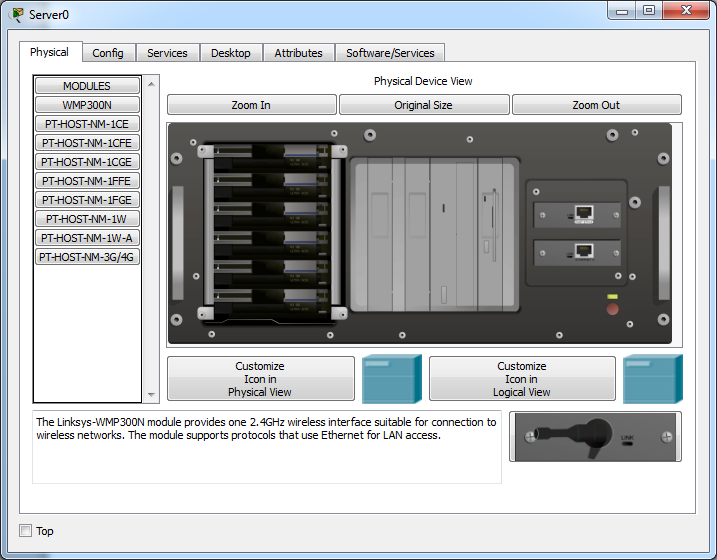 Server0
Physical
Config
Services
Desktop
Attributes
Software/Services
MODULES
WMP300N
PT-HOST-NM-1CE
PT-HOST-NM-1CFE
PT-HOST-NM-1CGE
PT-HOST-NM-1FFE
PT-HOST-NM-1FGE
PT-HOST-NM-1W
PT-HOST-NM-1W-A
PT-HOST-NM-3G/4G
Physical Device View
Zoom In
Original Size
Zoom Out
Customize
Icon in
Physical View
Customize
Icon in
Logical View
The Linksys-WMP300N module provides one 2.4GHz wireless interface suitable for connection to
wireless networks. The module supports protocols that use Ethernet for LAN access.
LINK
Top